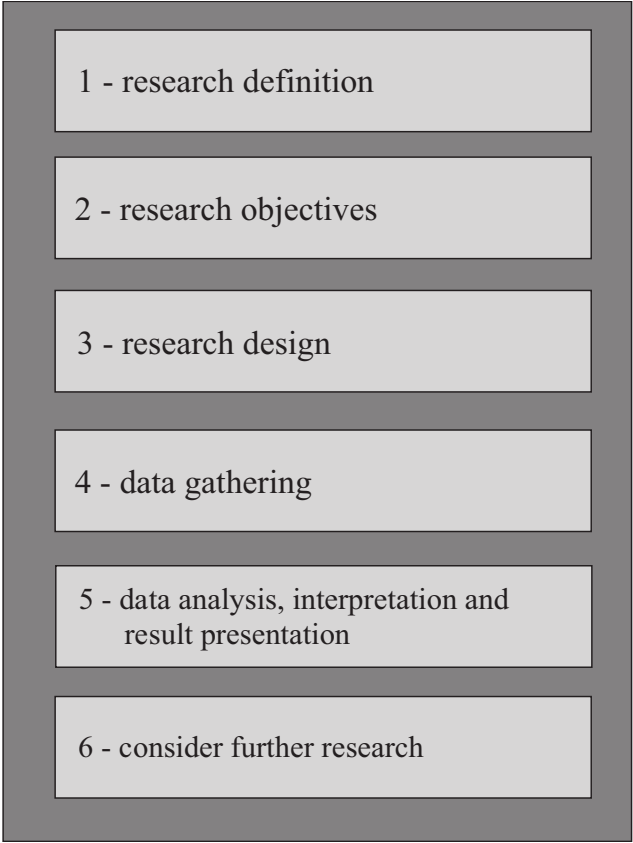 1 - research definition
2 - research objectives
3 - research design
4 - data gathering
5 - data analysis, interpretation and
result presentation
6 - consider further research